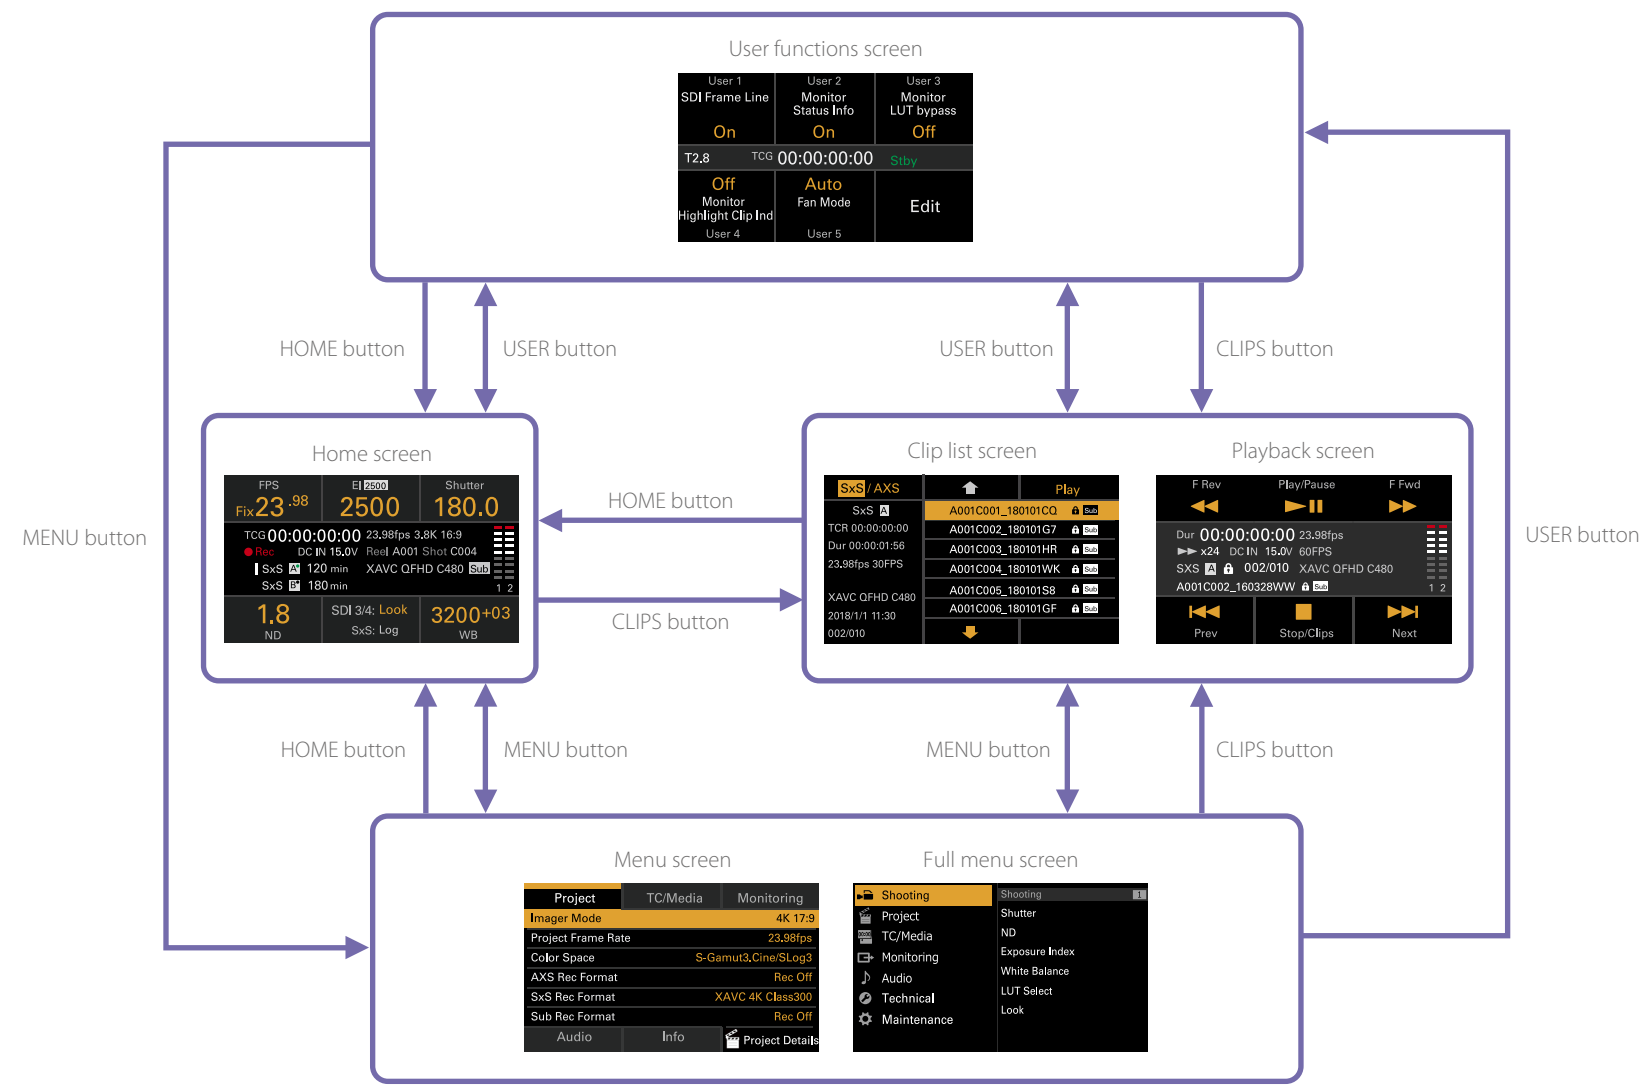 User functions screen
User 1
SDI Frame Line
On
User 2
Monitor
Status Info
On
User 3
Monitor
LUT bypass
Off
T2.8 TCG 00:00:00:00 Stby
Off
Monitor
Highlight Clip Ind
User 4
Auto
Fan Mode
User 5
Edit
HOME button
USER button
USER button
CLIPS button
MENU button
USER button
Home screen
FPS
Fix23.98
EI 2500
2500
Shutter
180.0
TCG 00:00:00:00 23.98fps 3.8K 16:9
Rec DC IN 15.0V Reel A001 Shot C004
SxS A 120 min XAVC QFHD C480 Sub
SxS B 180 min
1 2
1.8
ND
SDI 3/4: Look
SxS: Log
3200+03
WB
HOME button
CLIPS button
Clip list screen
SxS / AXS
Play
SxS A
TCR 00:00:00:00
Dur 00:00:01:56
23.98fps 30FPS
XAVC QFHD C480
2018/1/1 11:30
002/010
A001C001_180101CQ Sub
A001C002_180101G7 Sub
A001C003_180101HR Sub
A001C004_180101WK Sub
A001C005_180101S8 Sub
A001C006_180101GF Sub
Playback screen
F Rev
Play/Pause
F Fwd
Dur 00:00:00:00 23.98fps
x24 DC IN 15.0V 60FPS
SXS A 002/010 XAVC QFHD C480
A001C002_160328WW Sub
1 2
Prev
Stop/Clips
Next
HOME button
MENU button
MENU button
CLIPS button
Menu screen
Project TC/Media Monitoring
Imager Mode 4K 17:9
Project Frame Rate 23.98fps
Color Space S-Gamut3.Cine/SLog3
AXS Rec Format Rec Off
SxS Rec Format XAVC 4K Class300
Sub Rec Format Rec Off
Audio Info Project Details
Full menu screen
Shooting
Project
TC/Media
Monitoring
Audio
Technical
Maintenance
Shooting 1
Shutter
ND
Exposure Index
White Balance
LUT Select
Look